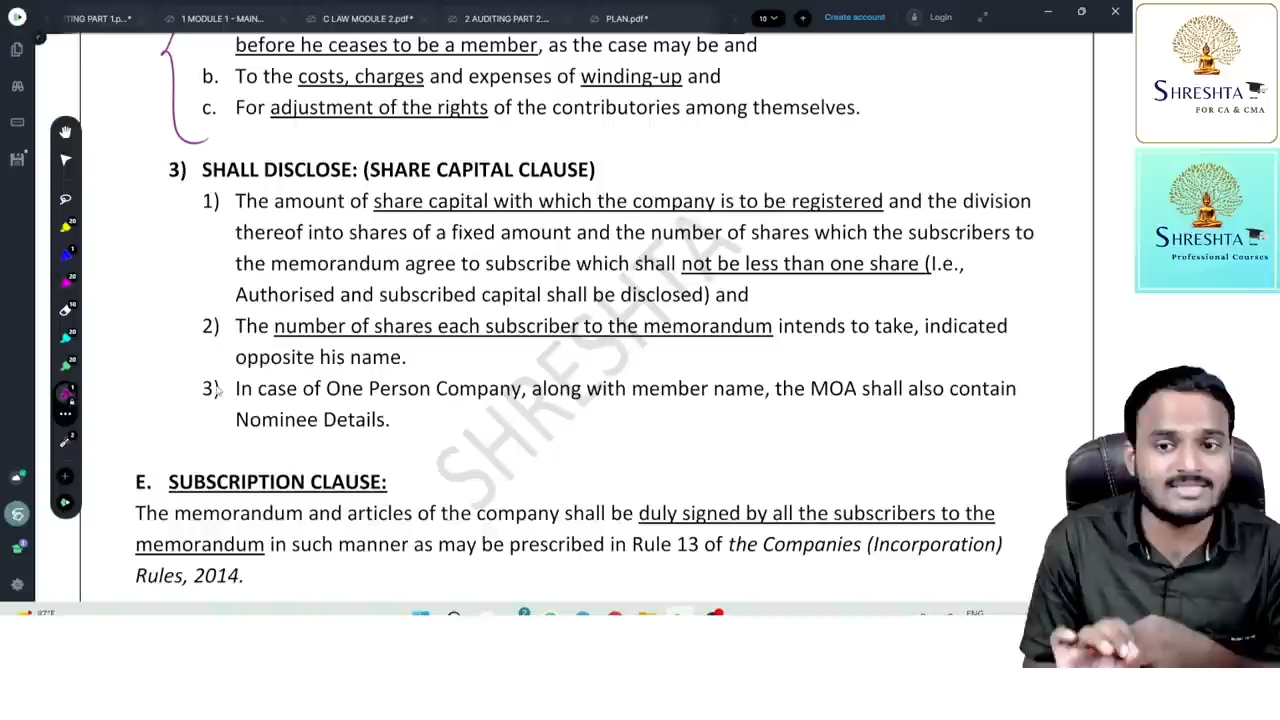 TING PART 1.p...*
1 MODULE 1 - MAIN...
C LAW MODULE 2.pdf*
2 AUDITING PART 2....
PLAN.pdf*
10
Create account
Login
before he ceases to be a member, as the case may be and
b. To the costs, charges and expenses of winding-up and
c. For adjustment of the rights of the contributories among themselves.
3) SHALL DISCLOSE: (SHARE CAPITAL CLAUSE)
1) The amount of share capital with which the company is to be registered and the division
thereof into shares of a fixed amount and the number of shares which the subscribers to
the memorandum agree to subscribe which shall not be less than one share (I.e.,
Authorised and subscribed capital shall be disclosed) and
2) The number of shares each subscriber to the memorandum intends to take, indicated
opposite his name.
3) In case of One Person Company, along with member name, the MOA shall also contain
Nominee Details.
E. SUBSCRIPTION CLAUSE:
The memorandum and articles of the company shall be duly signed by all the subscribers to the
memorandum in such manner as may be prescribed in Rule 13 of the Companies (Incorporation)
Rules, 2014.
SHRESHTA
SHRESHTA
FOR CA & CMA
SHRESHTA
Professional Courses
87°F
ENG